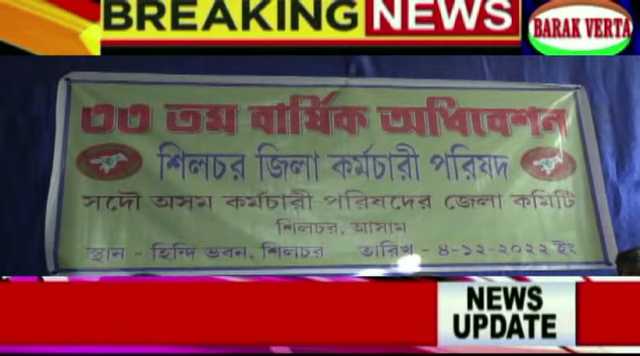 BREAKING NEWS
BARAK VERTA
৩৩ তম বার্ষিক অধিবেশন
শিলচর জিলা কর্মচারী পরিষদ
সদৌ অসম কর্মচারী পরিষদের জেলা কমিটি
শিলচর, আসাম
স্থান - হিন্দি ভবন, শিলচর তারিখ - ৪-১২-২০২২ ইং
NEWS
UPDATE